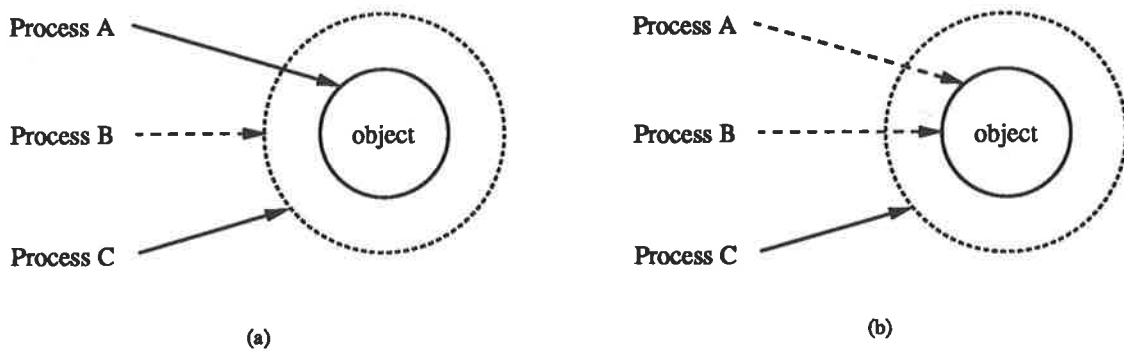 Process A
Process B
object
Process C
(a)
Process A
Process B
object
Process C
(b)